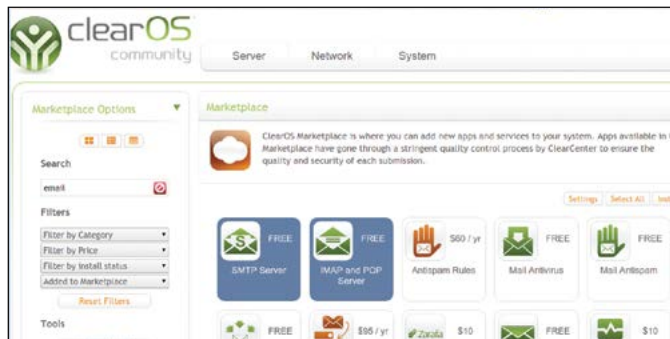 clearOS
community
Server Network System
Marketplace Options
Search
email
Filters
Filter by Category
Filter by Price
Filter by install status
Added to Marketplace
Reset Filters
Tools
Marketplace
ClearOS Marketplace is where you can add new apps and services to your system. Apps available in
Marketplace have gone through a stringent quality control process by ClearCenter to ensure the
quality and security of each submission.
Settings Select All
FREE
SMTP Server
FREE
IMAP and POP
Server
$60 / yr
Antispam Rules
FREE
Mail Antivirus
FREE
Mail Antispam
FREE
$95 / yr
Zarafa
$10
FREE
$10